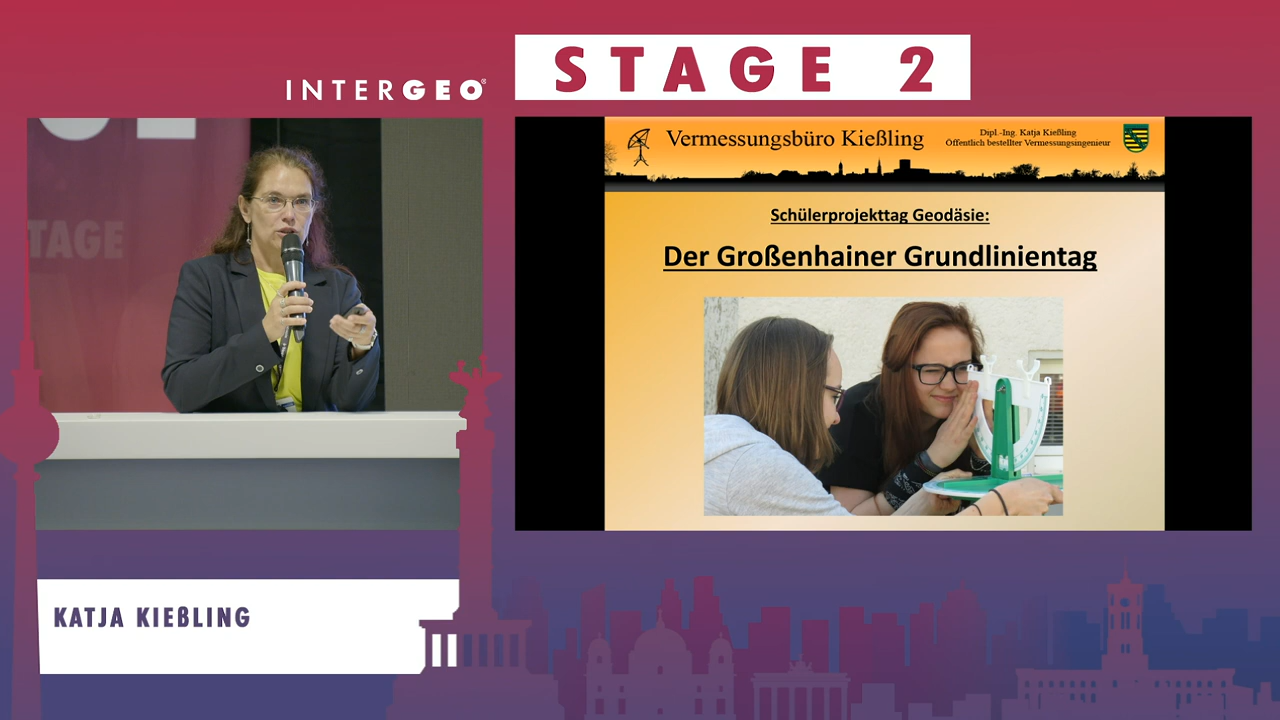 INTERGEO®
STAGE 2
TAGE
Vermessungsbüro Kießling
Dipl.-Ing. Katja Kießling
Öffentlich bestellter Vermessungsingenieur
Schülerprojekttag Geodäsie:
Der Großenhainer Grundlinientag
KATJA KIEßLING